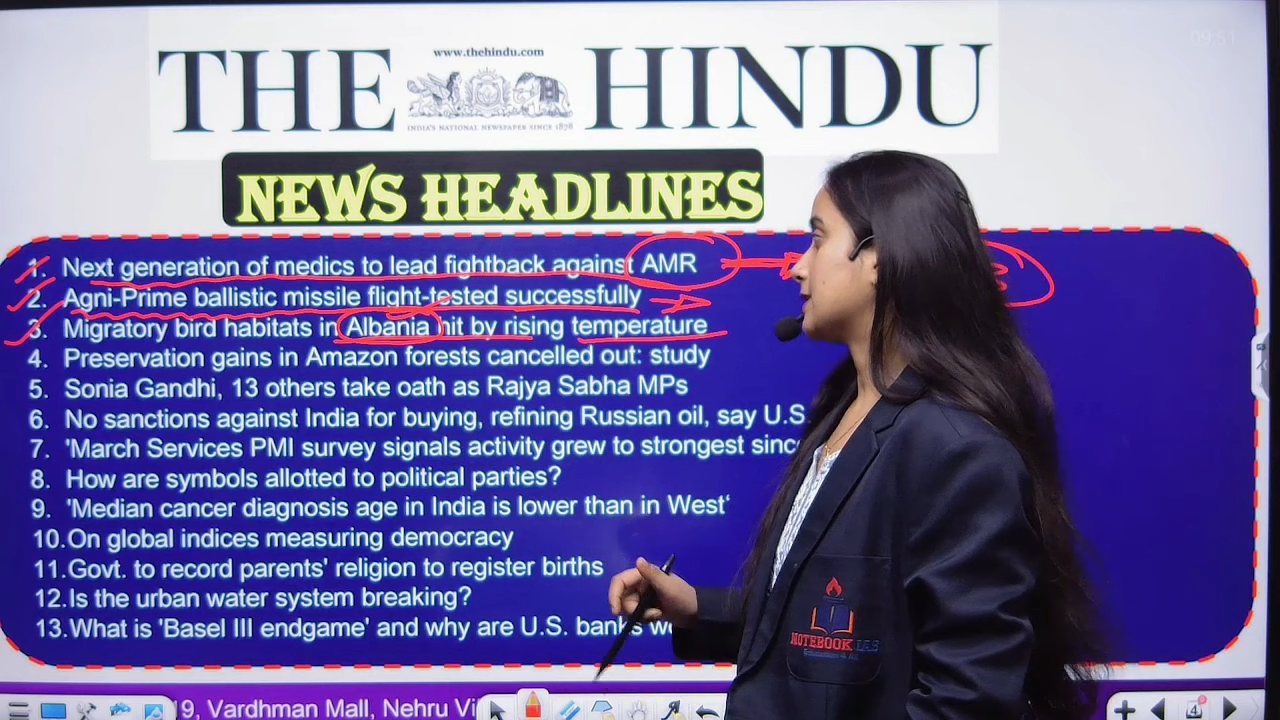 09:51
www.thehindu.com
THE HINDU
INDIA'S NATIONAL NEWSPAPER SINCE 1878
NEWS HEADLINES
1. Next generation of medics to lead fightback against AMR
2. Agni-Prime ballistic missile flight-tested successfully
3. Migratory bird habitats in Albania hit by rising temperature
4. Preservation gains in Amazon forests cancelled out: study
5. Sonia Gandhi, 13 others take oath as Rajya Sabha MPs
6. No sanctions against India for buying, refining Russian oil, say U.S.
7. 'March Services PMI survey signals activity grew to strongest since
8. How are symbols allotted to political parties?
9. 'Median cancer diagnosis age in India is lower than in West'
10. On global indices measuring democracy
11. Govt. to record parents' religion to register births
12. Is the urban water system breaking?
13. What is 'Basel III endgame' and why are U.S. banks
NOTEBOOK IAS
19, Vardhman Mall, Nehru
4